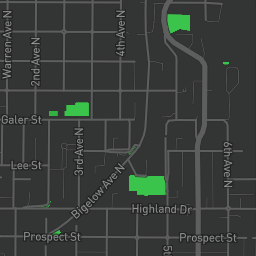 Warren Ave N
2nd Ave N
4th Ave N
Galer St
3rd Ave N
Lee St
6th Ave N
Bigelow Ave N
Highland Dr
Prospect St
Prospect St